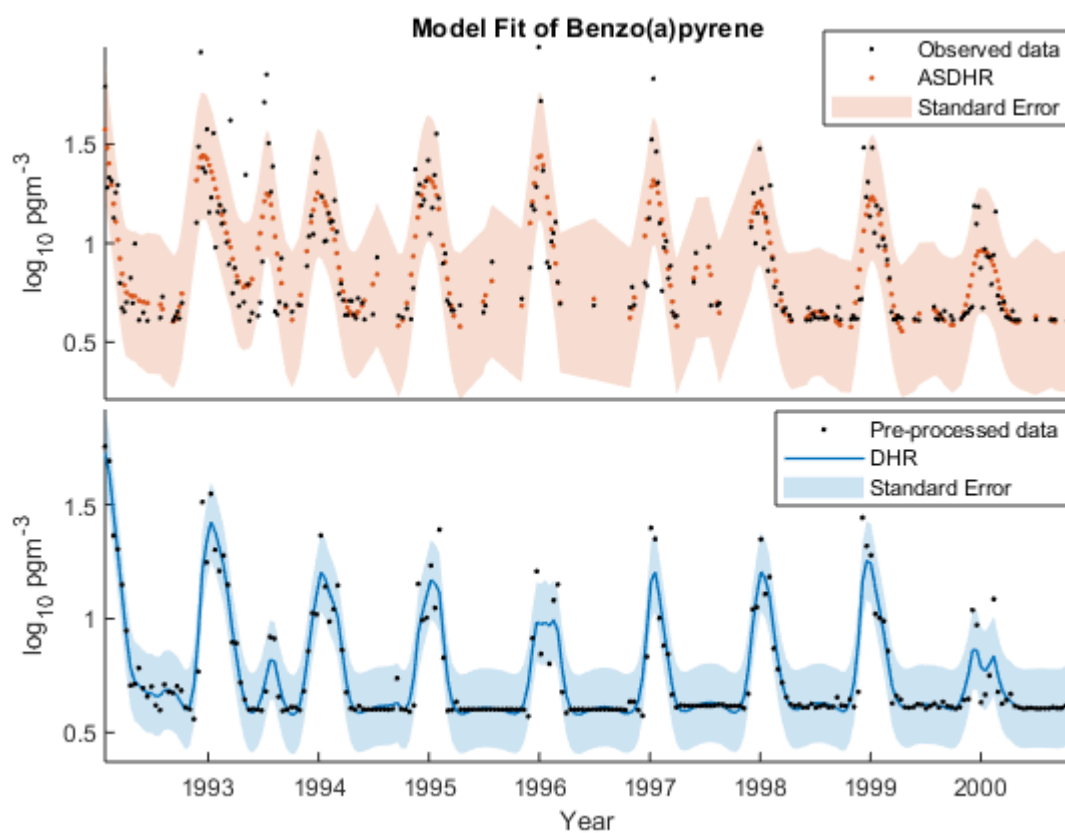 Model Fit of Benzo(a)pyrene
Observed data
ASDHR
Standard Error
log10 pgm-3
1.5
1
0.5
Pre-processed data
DHR
Standard Error
log10 pgm-3
1.5
1
0.5
1993 1994 1995 1996 1997 1998 1999 2000
Year